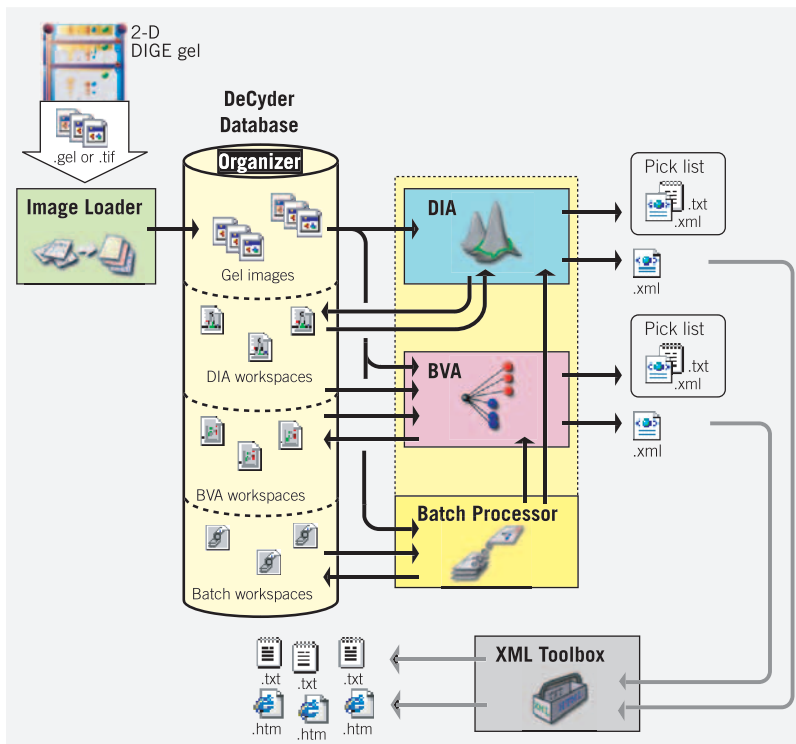 2-D
DIGE gel
.gel or .tif
Image Loader
DeCyder
Database
Organizer
Gel images
DIA workspaces
BVA workspaces
Batch workspaces
DIA
BVA
Batch Processor
Pick list
.txt
.xml
.xml
Pick list
.txt
.xml
.xml
XML Toolbox
XML
.txt
.txt
.txt
.htm
.htm
.htm